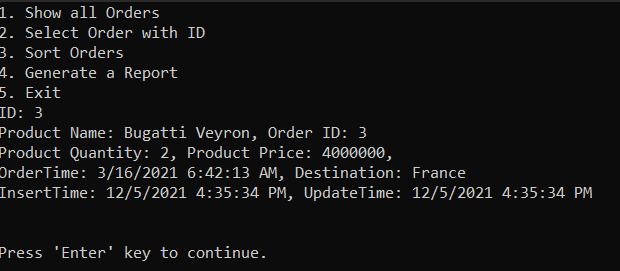 1. Show all Orders
2. Select Order with ID
3. Sort Orders
4. Generate a Report
5. Exit
ID: 3
Product Name: Bugatti Veyron, Order ID: 3
Product Quantity: 2, Product Price: 4000000,
OrderTime: 3/16/2021 6:42:13 AM, Destination: France
InsertTime: 12/5/2021 4:35:34 PM, UpdateTime: 12/5/2021 4:35:34 PM
Press 'Enter' key to continue.